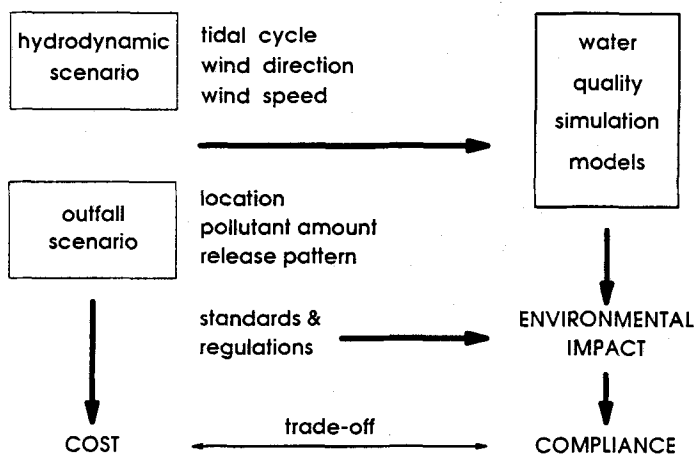 hydrodynamic
scenario
tidal cycle
wind direction
wind speed
water
quality
simulation
models
outfall
scenario
location
pollutant amount
release pattern
standards &
regulations
ENVIRONMENTAL
IMPACT
COST
trade-off
COMPLIANCE